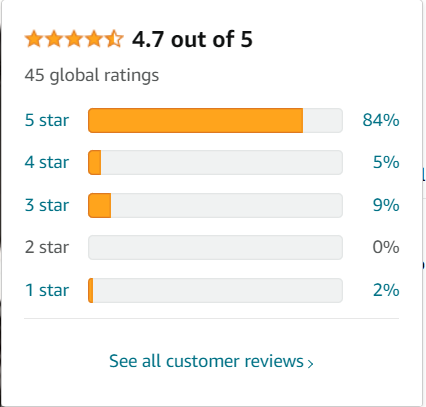 4.7 out of 5
45 global ratings
5 star 84%
4 star 5%
3 star 9%
2 star 0%
1 star 2%
See all customer reviews ›